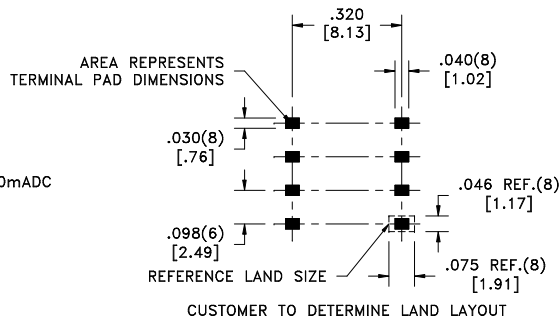 .320
[8.13]
AREA REPRESENTS
TERMINAL PAD DIMENSIONS
.040(8)
[1.02]
.030(8)
[.76]
0mADC
.046 REF.(8)
[1.17]
.098(6)
[2.49]
REFERENCE LAND SIZE
.075 REF.(8)
[1.91]
CUSTOMER TO DETERMINE LAND LAYOUT